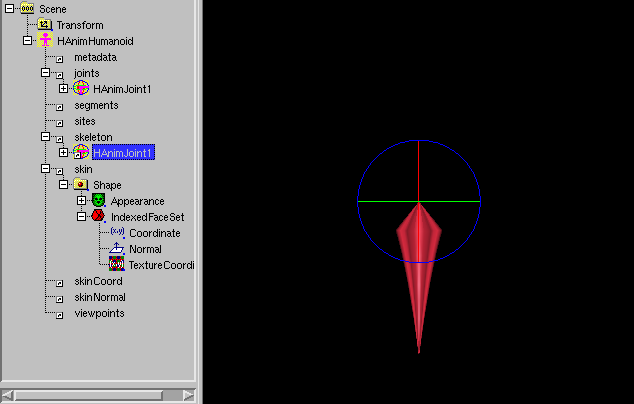 Scene
Transform
HAnimHumanoid
metadata
joints
HAnimJoint1
segments
sites
skeleton
HAnimJoint1
skin
Shape
Appearance
IndexedFaceSet
Coordinate
Normal
TextureCoordi
skinCoord
skinNormal
viewpoints